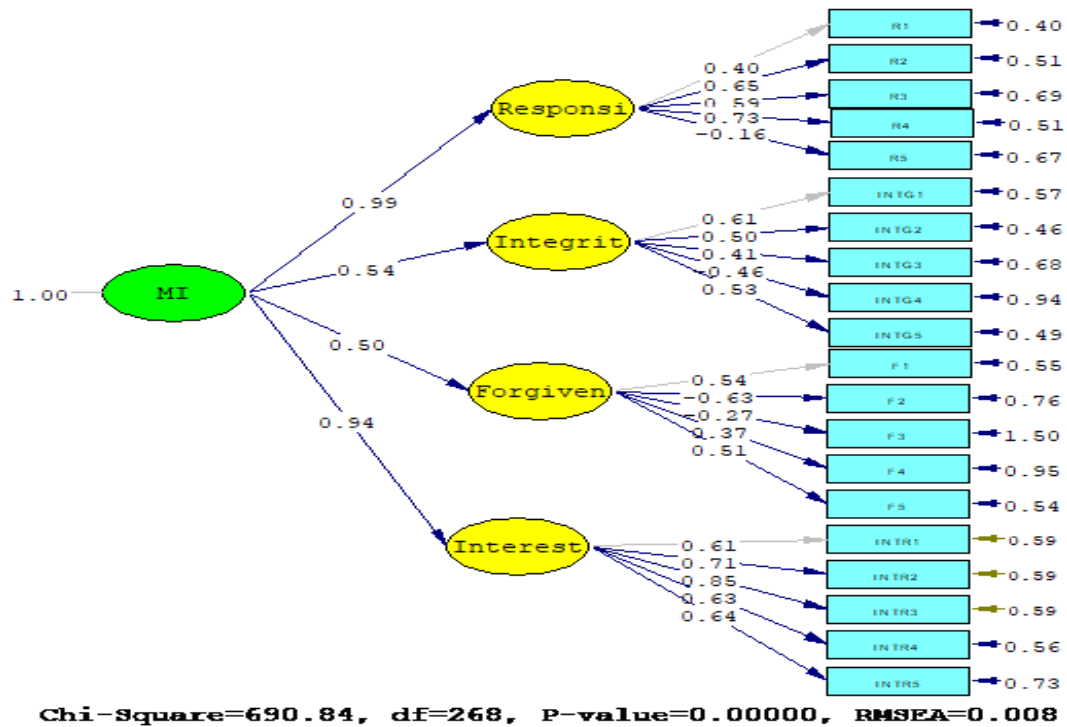 R1
0.40
0.40
R2
0.51
0.65
R3
0.69
0.59
Responsi
0.73
R4
0.51
-0.16
R5
0.67
0.99
INTG1
0.57
0.61
INTG2
0.46
0.50
Integrit
0.41
INTG3
0.68
0.54
-0.46
INTG4
0.94
0.53
1.00
MI
INTG5
0.49
0.50
F1
0.55
0.54
Forgiven
-0.63
F2
0.76
-0.27
0.94
0.37
F3
1.50
0.51
F4
0.95
F5
0.54
INTR1
0.59
Interest
0.61
0.71
INTR2
0.59
0.85
0.63
INTR3
0.59
0.64
INTR4
0.56
INTR5
0.73
Chi-Square=690.84, df=268, P-value=0.00000, RMSEA=0.008